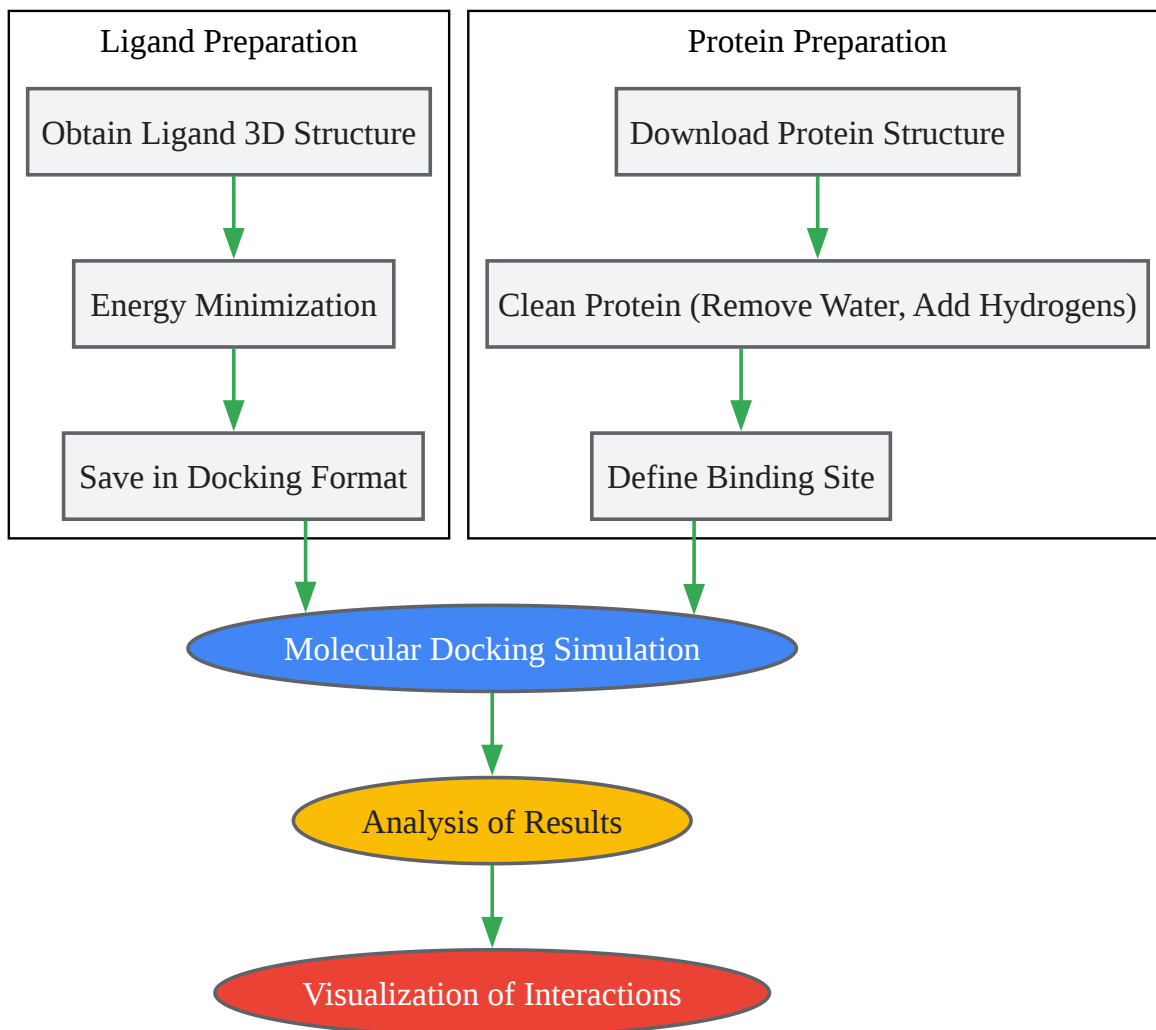 Ligand Preparation
Obtain Ligand 3D Structure
Energy Minimization
Save in Docking Format
Protein Preparation
Download Protein Structure
Clean Protein (Remove Water, Add Hydrogens)
Define Binding Site
Molecular Docking Simulation
Analysis of Results
Visualization of Interactions